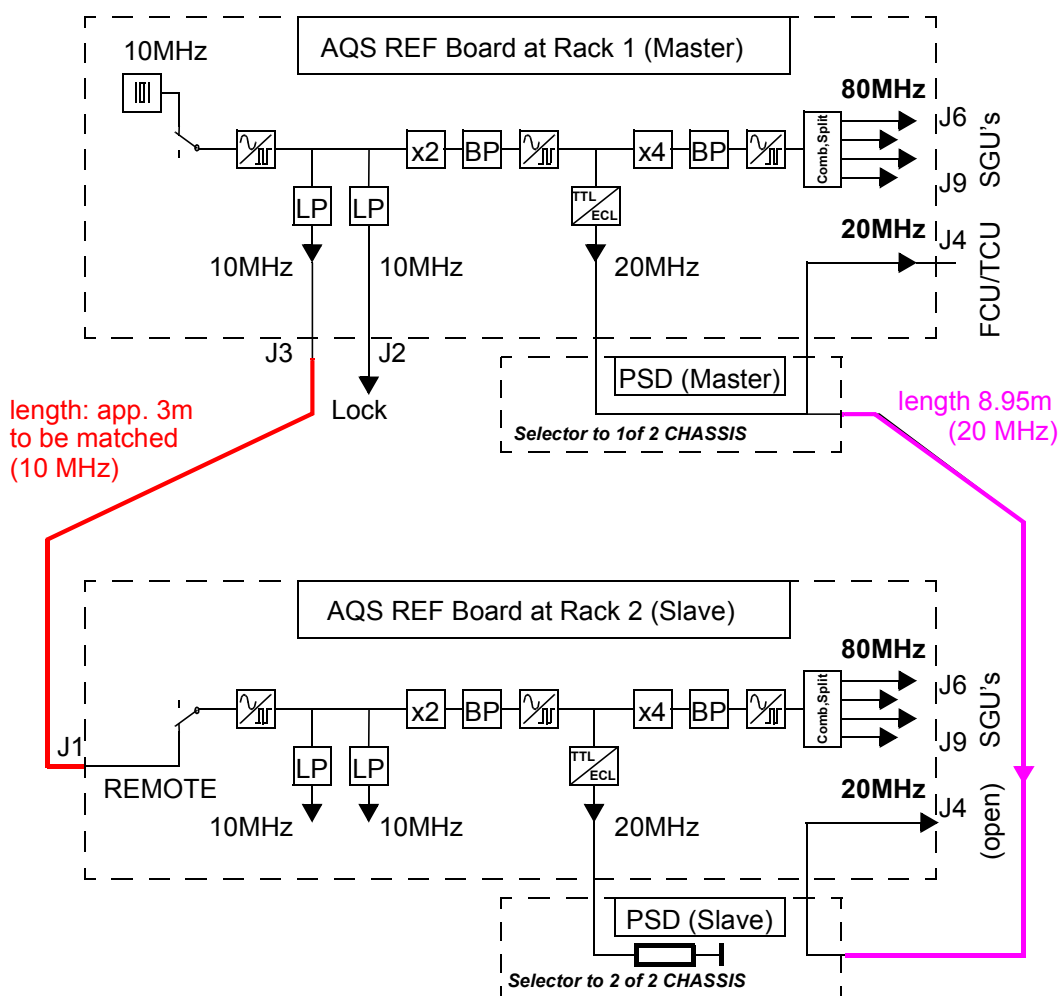 AQS REF Board at Rack 1 (Master)
10MHz
80MHz
J6
SGU's
x2
BP
x4
BP
Comb,Split
J9
LP
LP
TTL
ECL
20MHz
J4
FCU/TCU
10MHz
10MHz
20MHz
J3
J2
PSD (Master)
Lock
Selector to 1of 2 CHASSIS
length: app. 3m
to be matched
(10 MHz)
length 8.95m
(20 MHz)
AQS REF Board at Rack 2 (Slave)
80MHz
J6
SGU's
x2
BP
x4
BP
Comb,Split
J9
J1
REMOTE
LP
LP
TTL
ECL
20MHz
J4
(open)
10MHz
10MHz
20MHz
PSD (Slave)
Selector to 2 of 2 CHASSIS